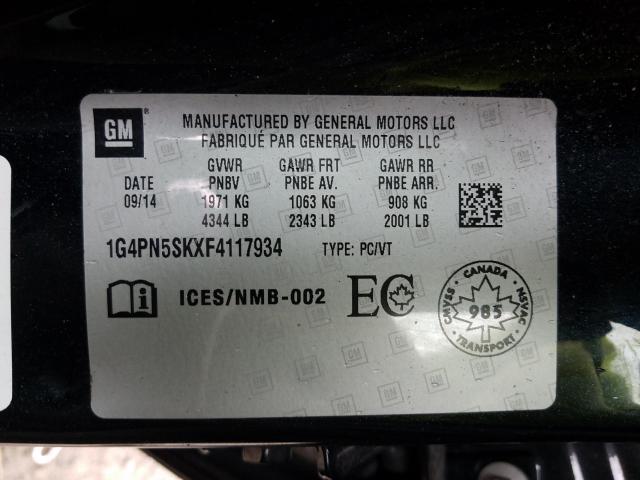 GM
MANUFACTURED BY GENERAL MOTORS LLC
FABRIQUÉ PAR GENERAL MOTORS LLC
GVWR GAWR FRT GAWR RR
DATE PNBV PNBE AV. PNBE ARR.
09/14 1971 KG 1063 KG 908 KG
4344 LB 2343 LB 2001 LB
1G4PN5SKXF4117934 TYPE: PC/VT
ICES/NMB-002 EC
CANADA
CMVSS 985 NSVAC
TRANSPORT